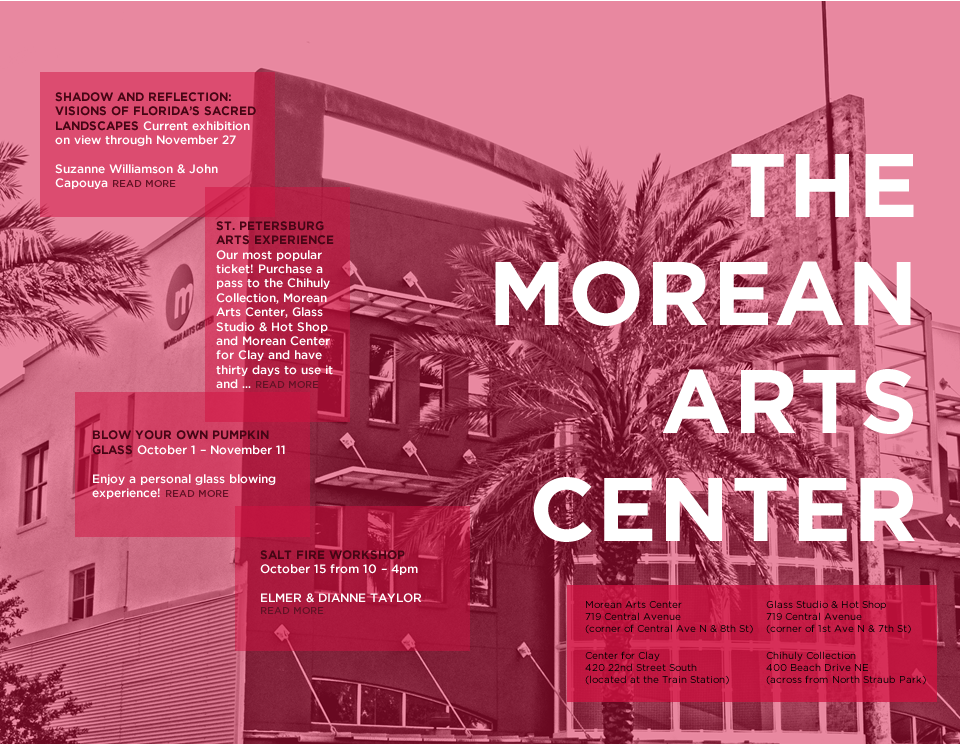 SHADOW AND REFLECTION:
VISIONS OF FLORIDA'S SACRED
LANDSCAPES Current exhibition
on view through November 27
Suzanne Williamson & John
Capouya READ MORE
ST. PETERSBURG
ARTS EXPERIENCE
Our most popular
ticket! Purchase a
pass to the Chihuly
Collection, Morean
Arts Center, Glass
Studio & Hot Shop
and Morean Center
for Clay and have
thirty days to use it
and ... READ MORE
m
MOREAN ARTS CENTER
BLOW YOUR OWN PUMPKIN
GLASS October 1 – November 11
Enjoy a personal glass blowing
experience! READ MORE
SALT FIRE WORKSHOP
October 15 from 10 – 4pm
ELMER & DIANNE TAYLOR
READ MORE
THE
MOREAN
ARTS
CENTER
Morean Arts Center
719 Central Avenue
(corner of Central Ave N & 8th St)
Glass Studio & Hot Shop
719 Central Avenue
(corner of 1st Ave N & 7th St)
Center for Clay
420 22nd Street South
(located at the Train Station)
Chihuly Collection
400 Beach Drive NE
(across from North Straub Park)